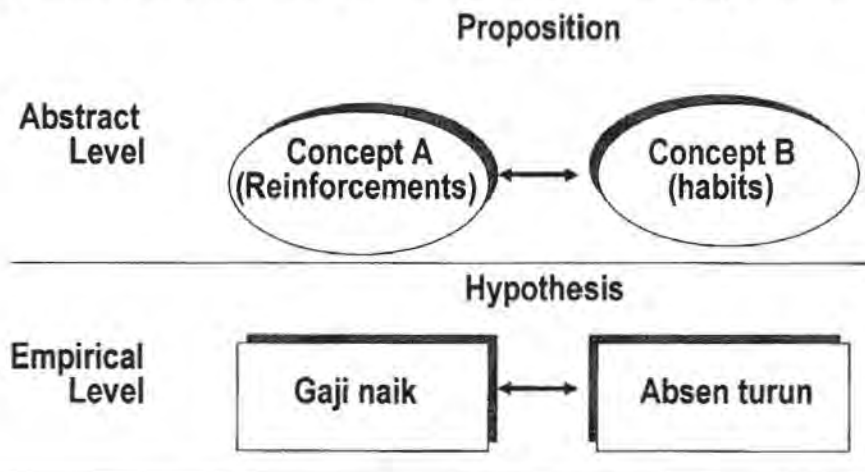 Proposition
Abstract
Level
Concept A
(Reinforcements)
Concept B
(habits)
Hypothesis
Empirical
Level
Gaji naik
Absen turun